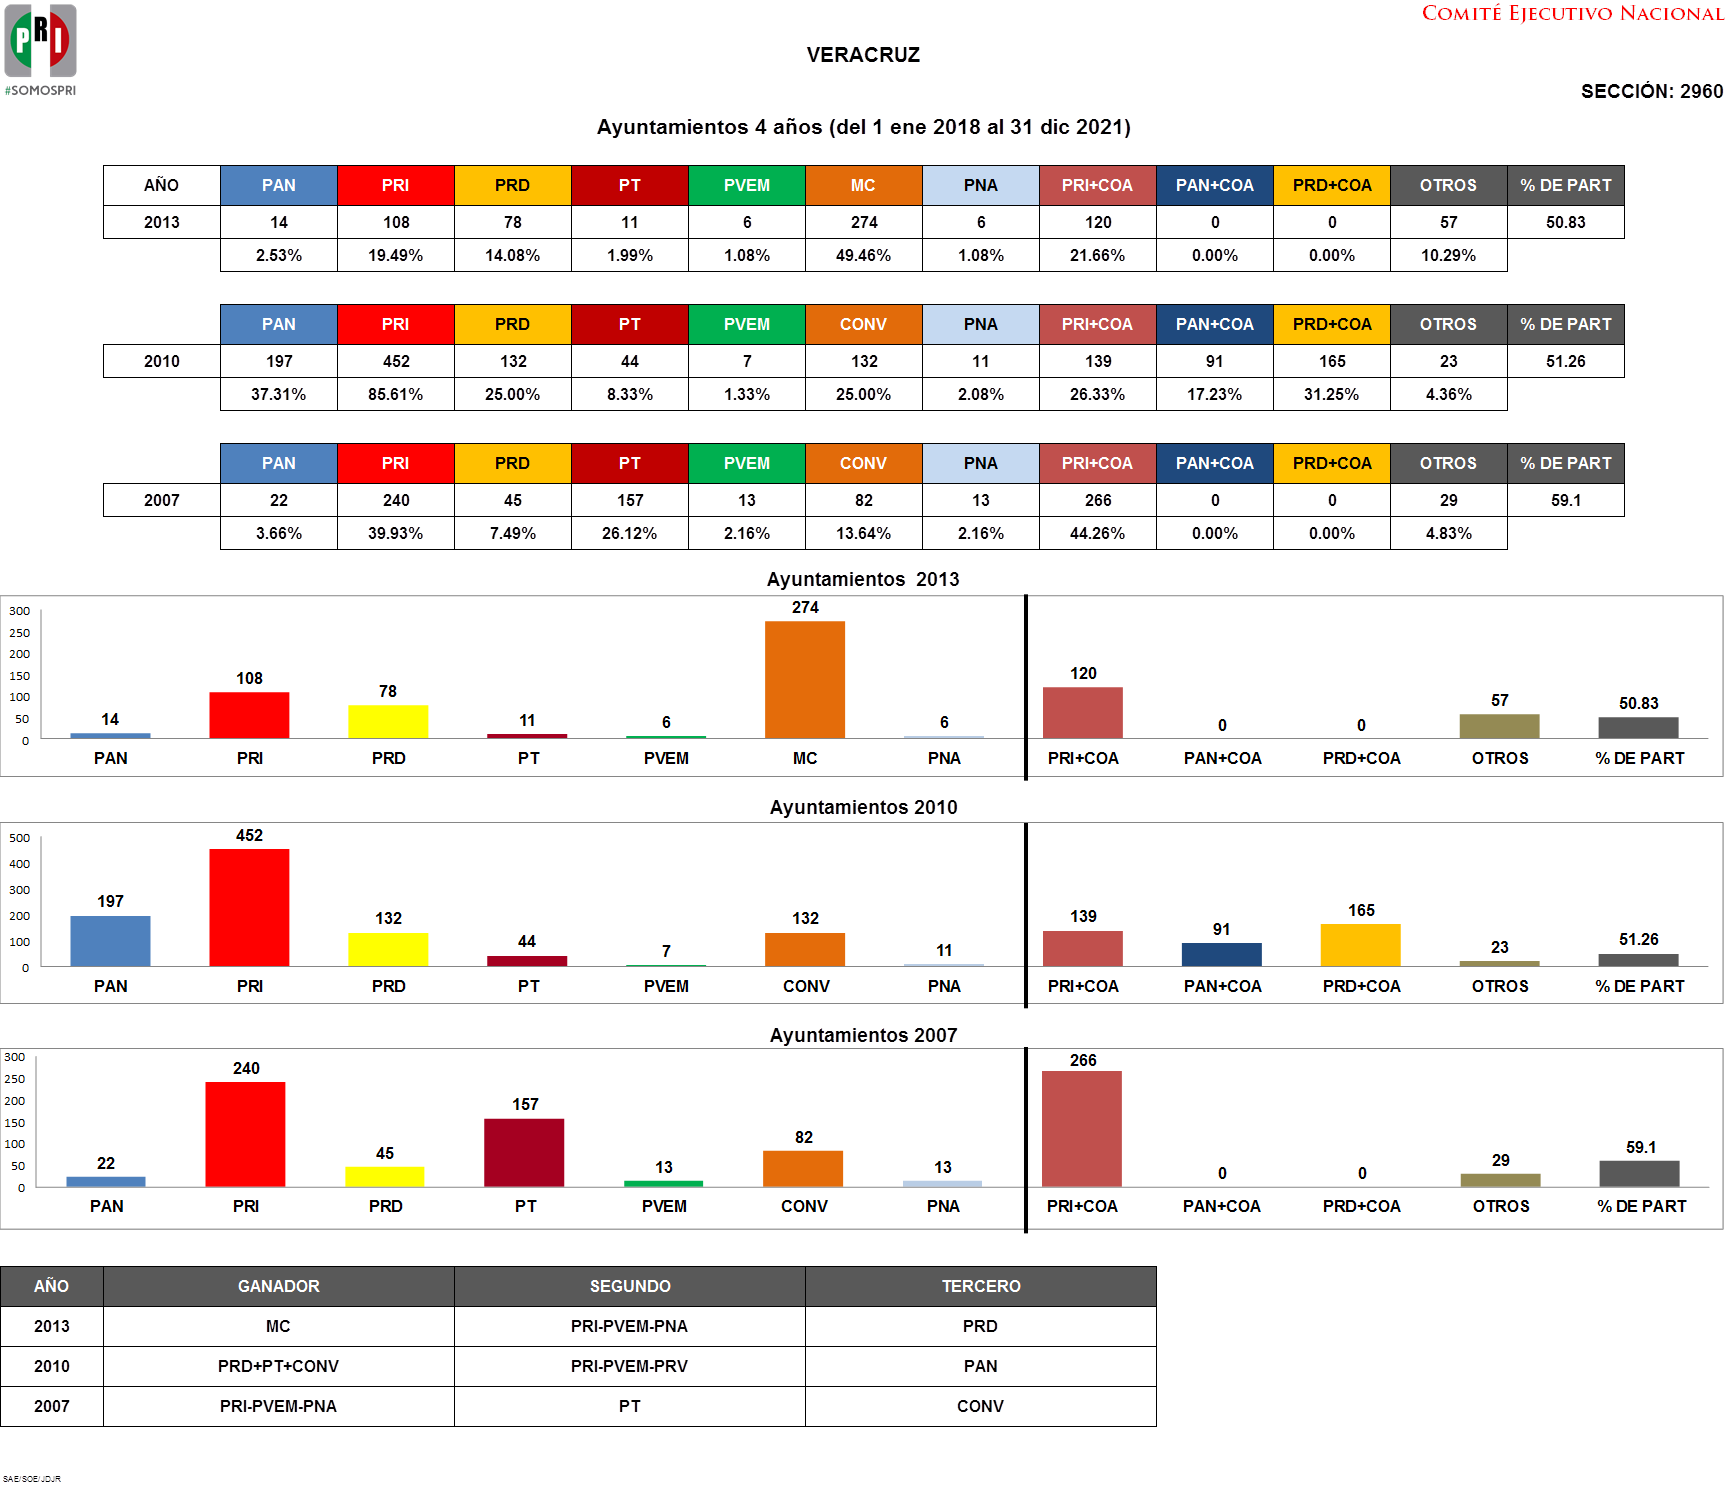 PRI
#SOMOSPRI
COMITÉ EJECUTIVO NACIONAL
VERACRUZ
SECCIÓN: 2960
Ayuntamientos 4 años (del 1 ene 2018 al 31 dic 2021)
AÑO PAN PRI PRD PT PVEM MC PNA PRI+COA PAN+COA PRD+COA OTROS % DE PART
2013 14 108 78 11 6 274 6 120 0 0 57 50.83
2.53% 19.49% 14.08% 1.99% 1.08% 49.46% 1.08% 21.66% 0.00% 0.00% 10.29%
PAN PRI PRD PT PVEM CONV PNA PRI+COA PAN+COA PRD+COA OTROS % DE PART
2010 197 452 132 44 7 132 11 139 91 165 23 51.26
37.31% 85.61% 25.00% 8.33% 1.33% 25.00% 2.08% 26.33% 17.23% 31.25% 4.36%
PAN PRI PRD PT PVEM CONV PNA PRI+COA PAN+COA PRD+COA OTROS % DE PART
2007 22 240 45 157 13 82 13 266 0 0 29 59.1
3.66% 39.93% 7.49% 26.12% 2.16% 13.64% 2.16% 44.26% 0.00% 0.00% 4.83%
Ayuntamientos 2013
300
250
200
150
100
50
0
14 108 78 11 6 274 6 120 0 0 57 50.83
PAN PRI PRD PT PVEM MC PNA PRI+COA PAN+COA PRD+COA OTROS % DE PART
Ayuntamientos 2010
500
400
300
200
100
0
197 452 132 44 7 132 11 139 91 165 23 51.26
PAN PRI PRD PT PVEM CONV PNA PRI+COA PAN+COA PRD+COA OTROS % DE PART
Ayuntamientos 2007
300
250
200
150
100
50
0
22 240 45 157 13 82 13 266 0 0 29 59.1
PAN PRI PRD PT PVEM CONV PNA PRI+COA PAN+COA PRD+COA OTROS % DE PART
AÑO GANADOR SEGUNDO TERCERO
2013 MC PRI-PVEM-PNA PRD
2010 PRD+PT+CONV PRI-PVEM-PRV PAN
2007 PRI-PVEM-PNA PT CONV
SAE/SOE/JDJR